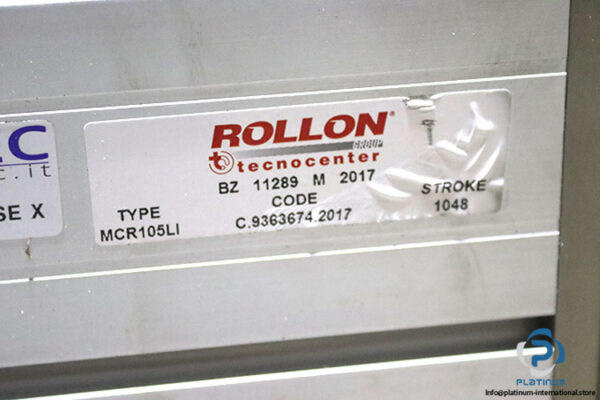 LC
c.it
SE X
ROLLON®
GROUP
tecnocenter
BZ 11289 M 2017
TYPE
CODE
STROKE
MCR105LI
C.9363674.2017
1048
PLATINUM
Info@platinum-international.store